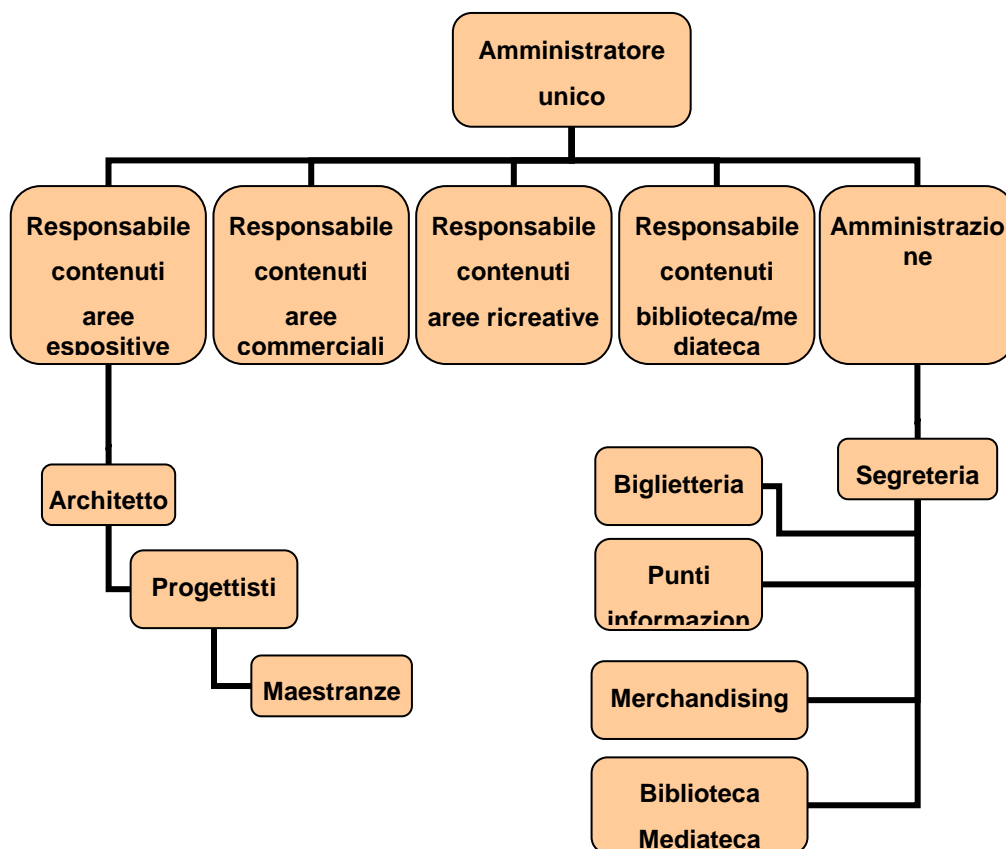 Amministratore
unico
Responsabile
contenuti
aree
espositive
Responsabile
contenuti
aree
commerciali
Responsabile
contenuti
aree ricreative
Responsabile
contenuti
biblioteca/me
diateca
Amministrazio
ne
Architetto
Progettisti
Maestranze
Segreteria
Biglietteria
Punti
informazion
Merchandising
Biblioteca
Mediateca